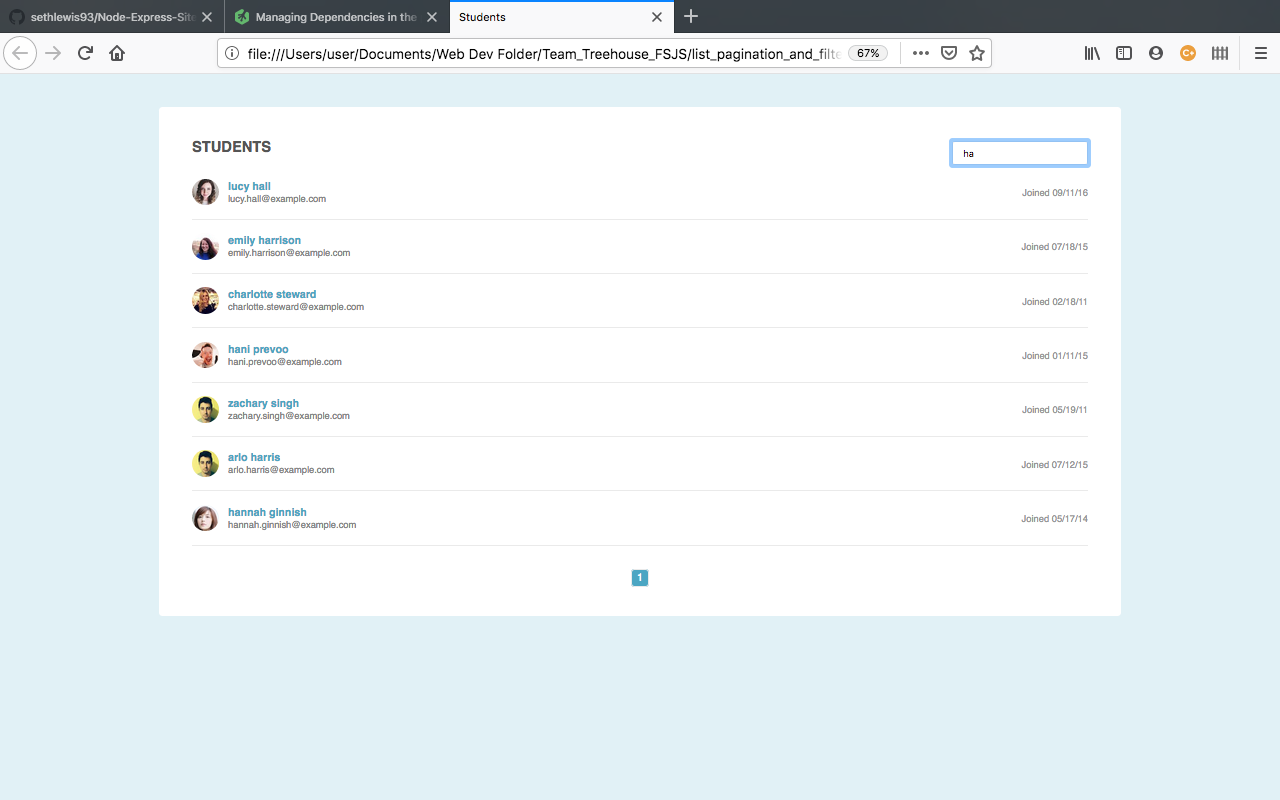 sethlewis93/Node-Express-Sit
Managing Dependencies in the
Students
file:///Users/user/Documents/Web Dev Folder/Team_Treehouse_FSJS/list_pagination_and_filte
67%
C+
STUDENTS
ha
lucy hall
lucy.hall@example.com
Joined 09/11/16
emily harrison
emily.harrison@example.com
Joined 07/18/15
charlotte steward
charlotte.steward@example.com
Joined 02/18/11
hani prevoo
hani.prevoo@example.com
Joined 01/11/15
zachary singh
zachary.singh@example.com
Joined 05/19/11
arlo harris
arlo.harris@example.com
Joined 07/12/15
hannah ginnish
hannah.ginnish@example.com
Joined 05/17/14
1